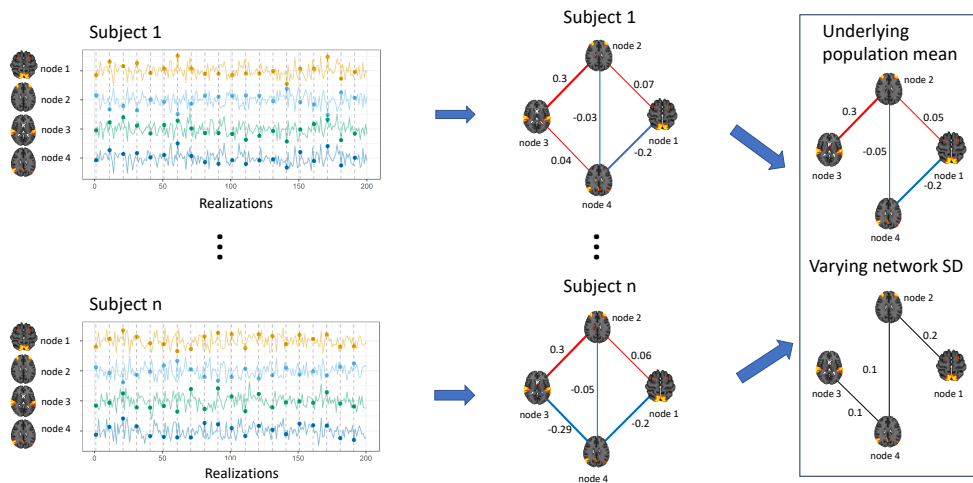 Subject 1
node 1
node 2
node 3
node 4
0
50
100
150
200
Realizations
Subject n
node 1
node 2
node 3
node 4
0
50
100
150
200
Realizations
Subject 1
node 2
0.3
0.07
-0.03
node 3
node 1
0.04
-0.2
node 4
Subject n
node 2
0.3
0.06
-0.05
node 3
node 1
-0.29
-0.2
node 4
Underlying
population mean
node 2
0.3
0.05
-0.05
node 3
node 1
-0.2
node 4
Varying network SD
node 2
0.2
0.1
node 3
node 1
0.1
node 4